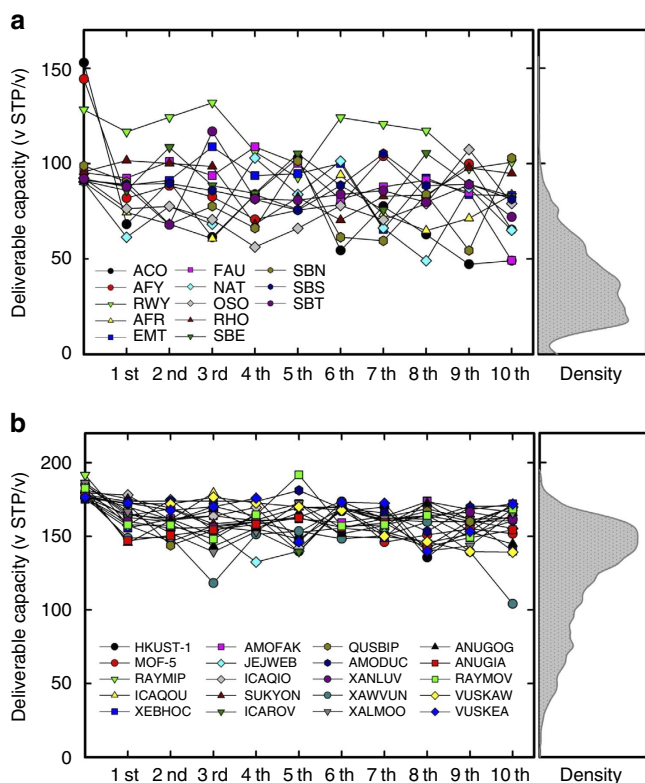 a
Deliverable capacity (v STP/v)
150
100
50
0
ACO FAU SBN
AFY NAT SBS
RWY OSO SBT
AFR RHO
EMT SBE
1 st 2 nd 3 rd 4 th 5 th 6 th 7 th 8 th 9 th 10 th Density
b
Deliverable capacity (v STP/v)
200
150
100
50
0
HKUST-1 AMOFAK QUSBIP ANUGOG
MOF-5 JEJWEB AMODUC ANUGIA
RAYMIP ICAQIO XANLUV RAYMOV
ICAQOU SUKYON XAWVUN VUSKAW
XEBHOC ICAROV XALMOO VUSKEA
1 st 2 nd 3 rd 4 th 5 th 6 th 7 th 8 th 9 th 10 th Density